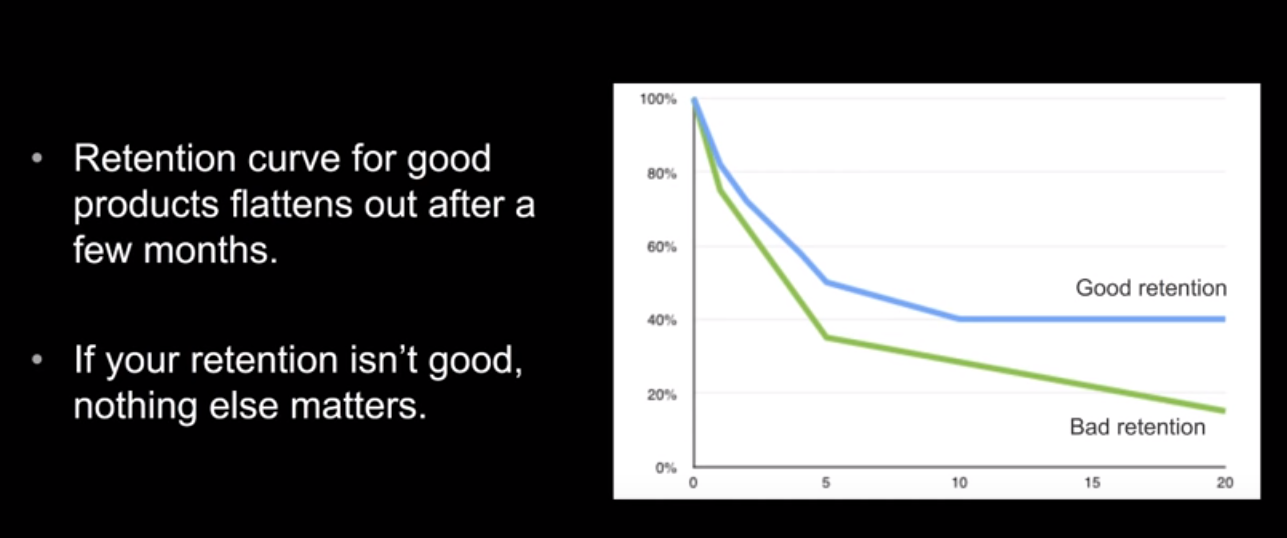 • Retention curve for good
products flattens out after a
few months.
• If your retention isn’t good,
nothing else matters.
100%
80%
60%
40%
20%
0%
0 5 10 15 20
Good retention
Bad retention